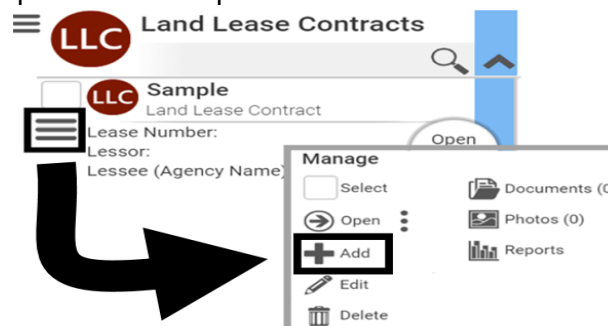 LLC Land Lease Contracts
LLC Sample
Land Lease Contract
Lease Number:
Lessor:
Lessee (Agency Name)
Open
Manage
Select
Documents (0
Open
Photos (0)
Add
Reports
Edit
Delete